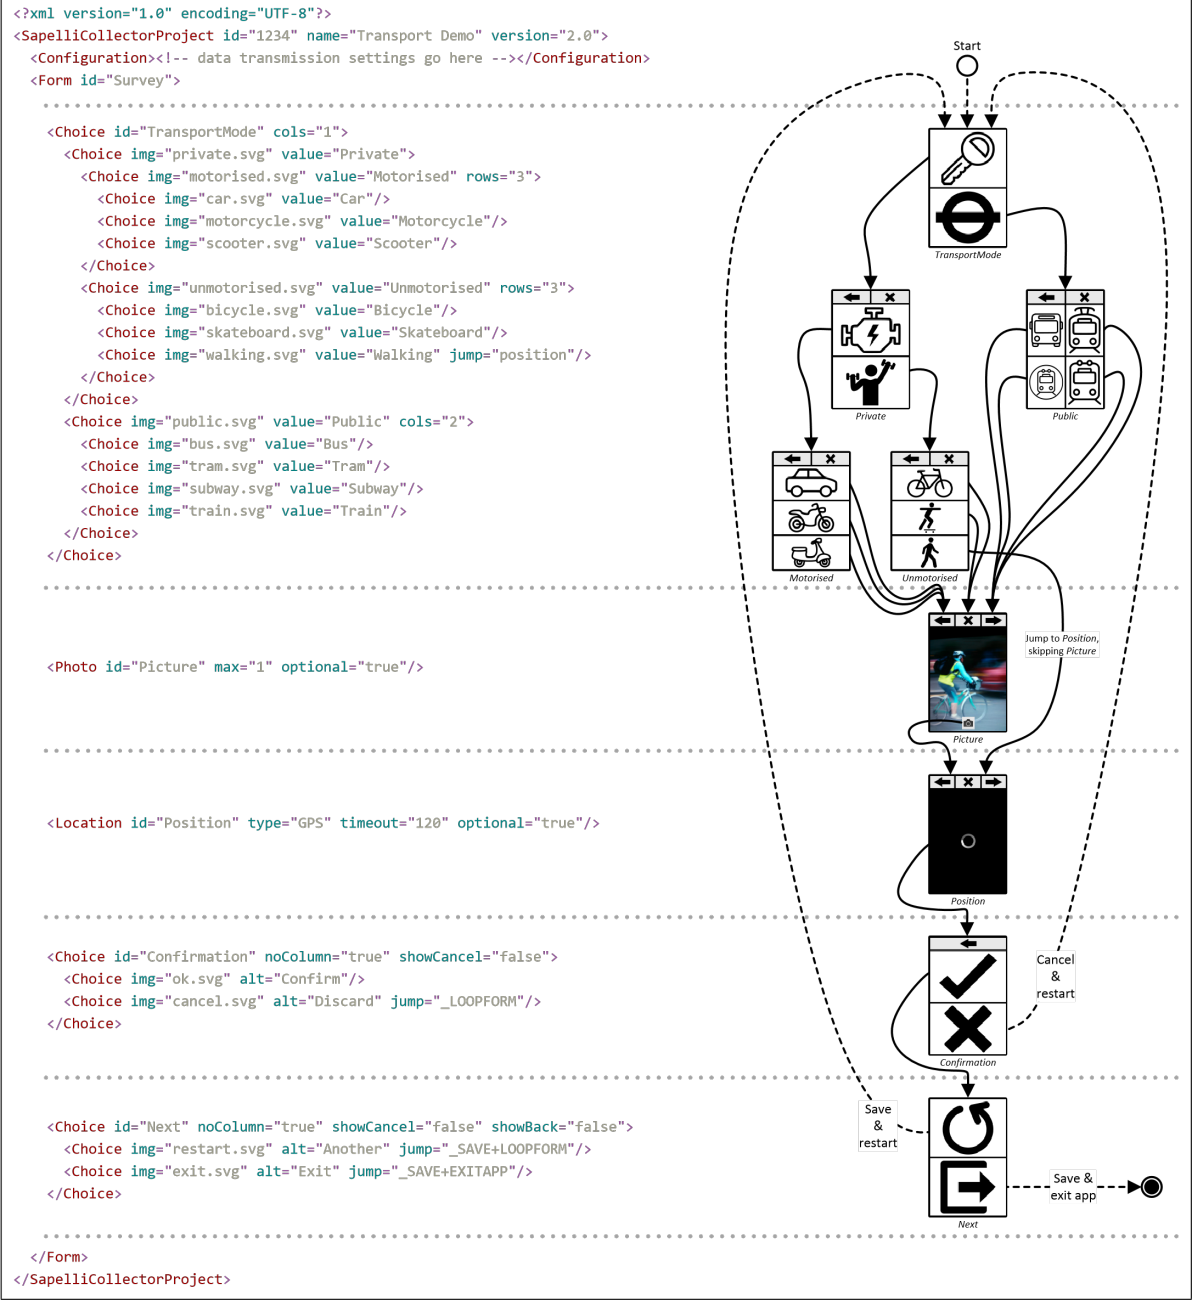 <?xml version="1.0" encoding="UTF-8"?>
<SapelliCollectorProject id="1234" name="Transport Demo" version="2.0">
<Configuration><!-- data transmission settings go here --></Configuration>
<Form id="Survey">
<Choice id="TransportMode" cols="1">
<Choice img="private.svg" value="Private">
<Choice img="motorised.svg" value="Motorised" rows="3">
<Choice img="car.svg" value="Car"/>
<Choice img="motorcycle.svg" value="Motorcycle"/>
<Choice img="scooter.svg" value="Scooter"/>
</Choice>
<Choice img="unmotorised.svg" value="Unmotorised" rows="3">
<Choice img="bicycle.svg" value="Bicycle"/>
<Choice img="skateboard.svg" value="Skateboard"/>
<Choice img="walking.svg" value="Walking" jump="position"/>
</Choice>
</Choice>
<Choice img="public.svg" value="Public" cols="2">
<Choice img="bus.svg" value="Bus"/>
<Choice img="tram.svg" value="Tram"/>
<Choice img="subway.svg" value="Subway"/>
<Choice img="train.svg" value="Train"/>
</Choice>
</Choice>
<Photo id="Picture" max="1" optional="true"/>
<Location id="Position" type="GPS" timeout="120" optional="true"/>
<Choice id="Confirmation" noColumn="true" showCancel="false">
<Choice img="ok.svg" alt="Confirm"/>
<Choice img="cancel.svg" alt="Discard" jump="_LOOPFORM"/>
</Choice>
<Choice id="Next" noColumn="true" showCancel="false" showBack="false">
<Choice img="restart.svg" alt="Another" jump="_SAVE+LOOPFORM"/>
<Choice img="exit.svg" alt="Exit" jump="_SAVE+EXITAPP"/>
</Choice>
</Form>
</SapelliCollectorProject>
Start
TransportMode
Private
Public
Motorised
Unmotorised
Jump to Position,
skipping Picture
Picture
Position
Cancel
&
restart
Confirmation
Save
&
restart
Save &
exit app
Next